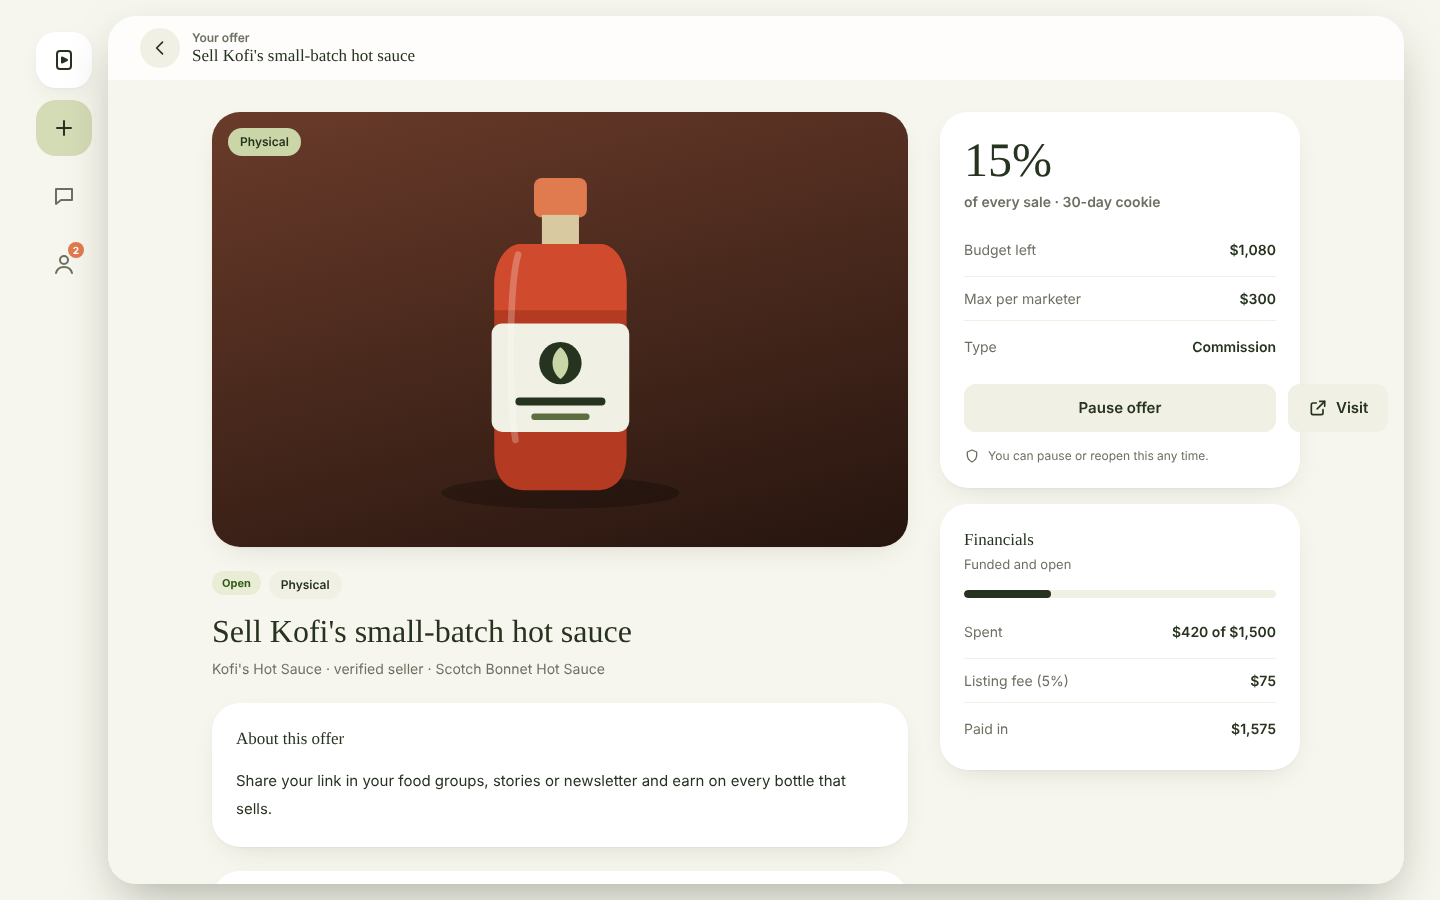 Your offer
Sell Kofi's small-batch hot sauce
2
Physical
Open
Physical
Sell Kofi's small-batch hot sauce
Kofi's Hot Sauce · verified seller · Scotch Bonnet Hot Sauce
About this offer
Share your link in your food groups, stories or newsletter and earn on every bottle that
sells.
15%
of every sale · 30-day cookie
Budget left $1,080
Max per marketer $300
Type Commission
Pause offer
Visit
You can pause or reopen this any time.
Financials
Funded and open
Spent $420 of $1,500
Listing fee (5%) $75
Paid in $1,575